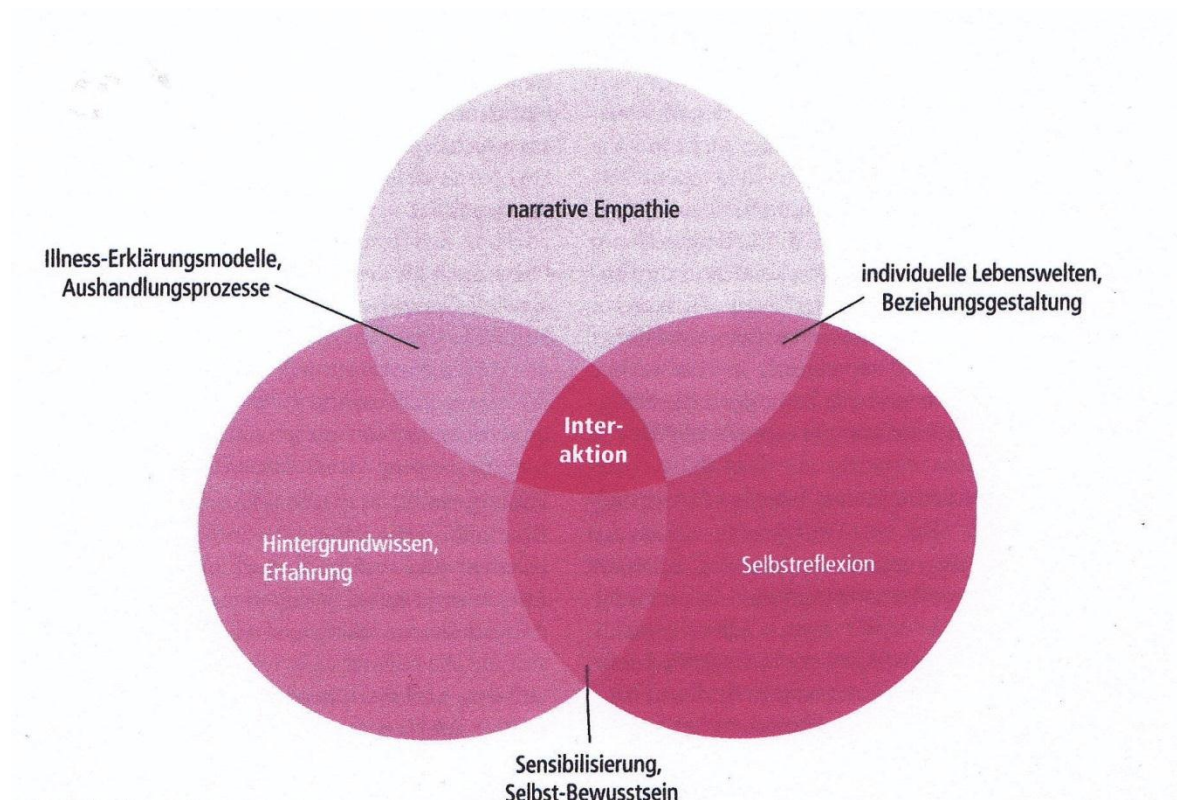 narrative Empathie
Illness-Erklärungsmodelle,
Aushandlungsprozesse
individuelle Lebenswelten,
Beziehungsgestaltung
Inter-
aktion
Hintergrundwissen,
Erfahrung
Selbstreflexion
Sensibilisierung,
Selbst-Bewusstsein